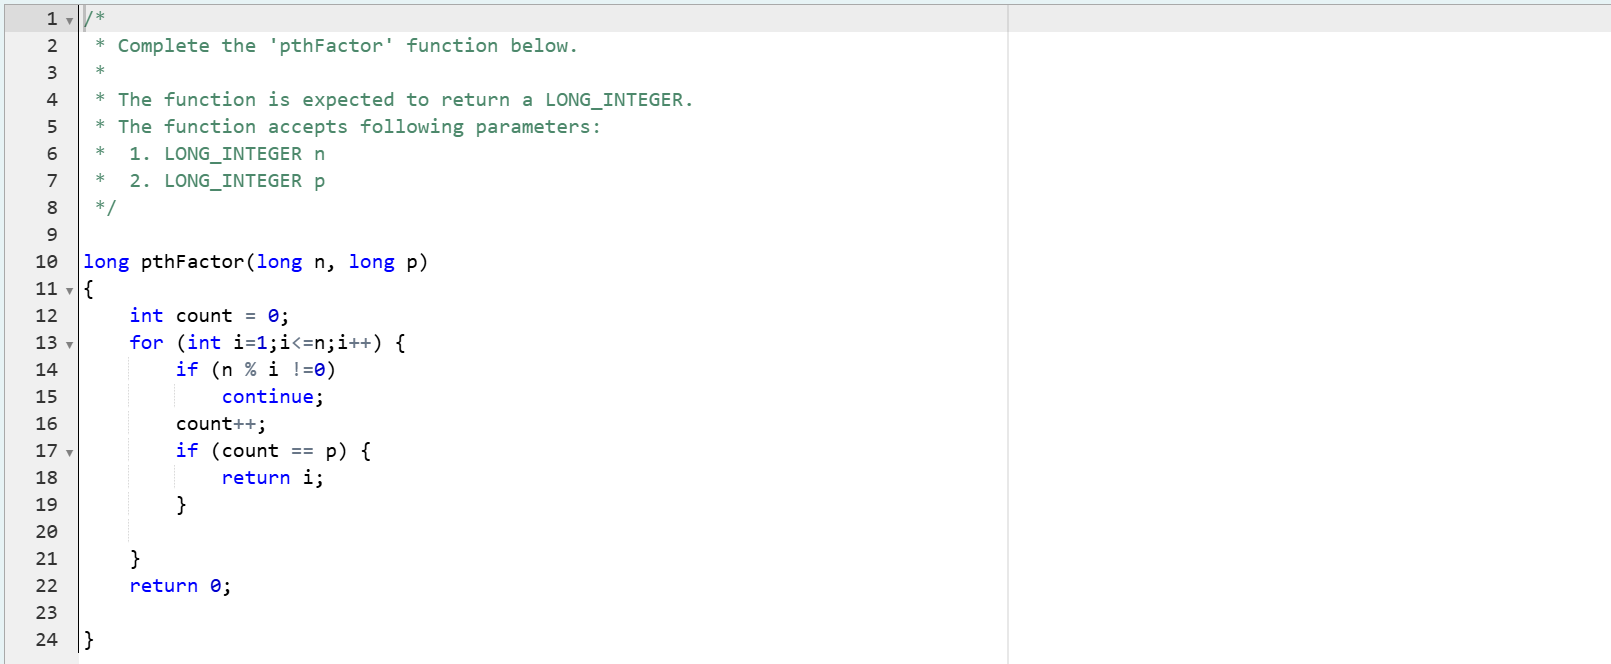 1 /*
2  * Complete the 'pthFactor' function below.
3  *
4  * The function is expected to return a LONG_INTEGER.
5  * The function accepts following parameters:
6  *  1. LONG_INTEGER n
7  *  2. LONG_INTEGER p
8  */
9
10 long pthFactor(long n, long p)
11 {
12     int count = 0;
13     for (int i=1;i<=n;i++) {
14         if (n % i !=0)
15             continue;
16         count++;
17         if (count == p) {
18             return i;
19         }
20
21     }
22     return 0;
23
24 }